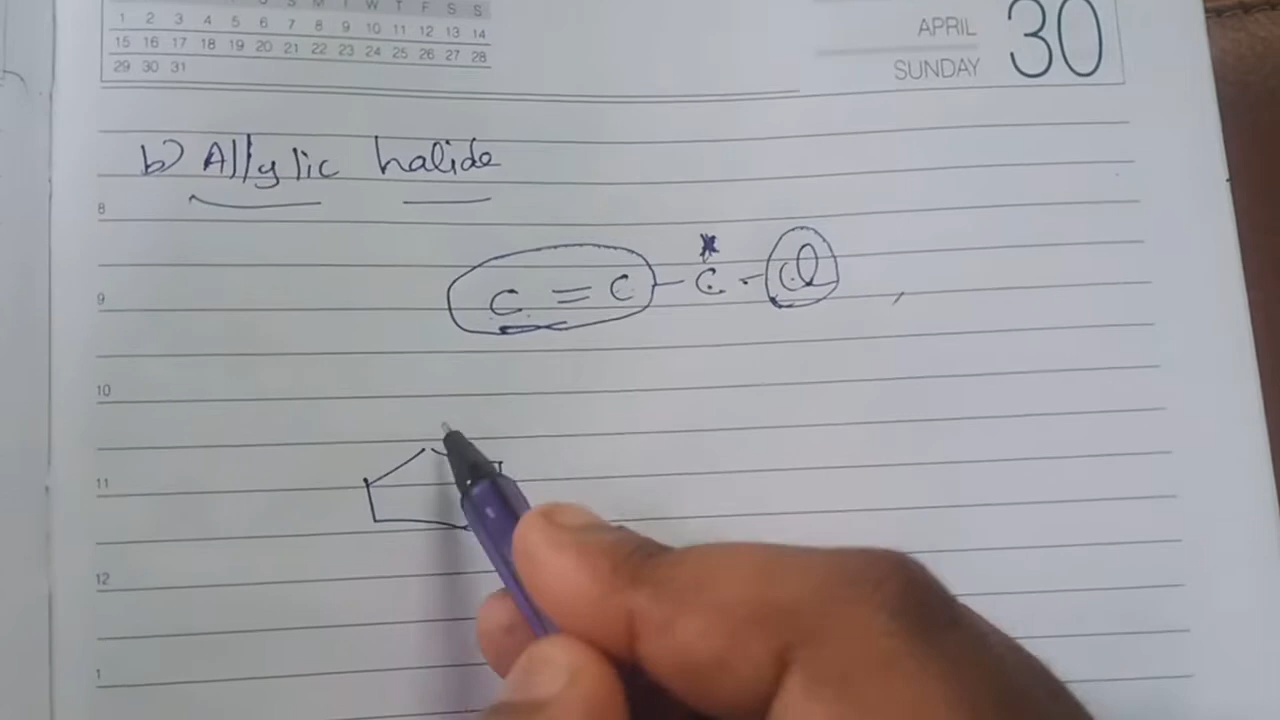 S M T W T F S S
1 2 3 4 5 6 7 8 9 10 11 12 13 14
15 16 17 18 19 20 21 22 23 24 25 26 27 28
29 30 31
APRIL
SUNDAY
30
b) Allylic halide
8
C = C - C* - Cl
9
10
11
12
1